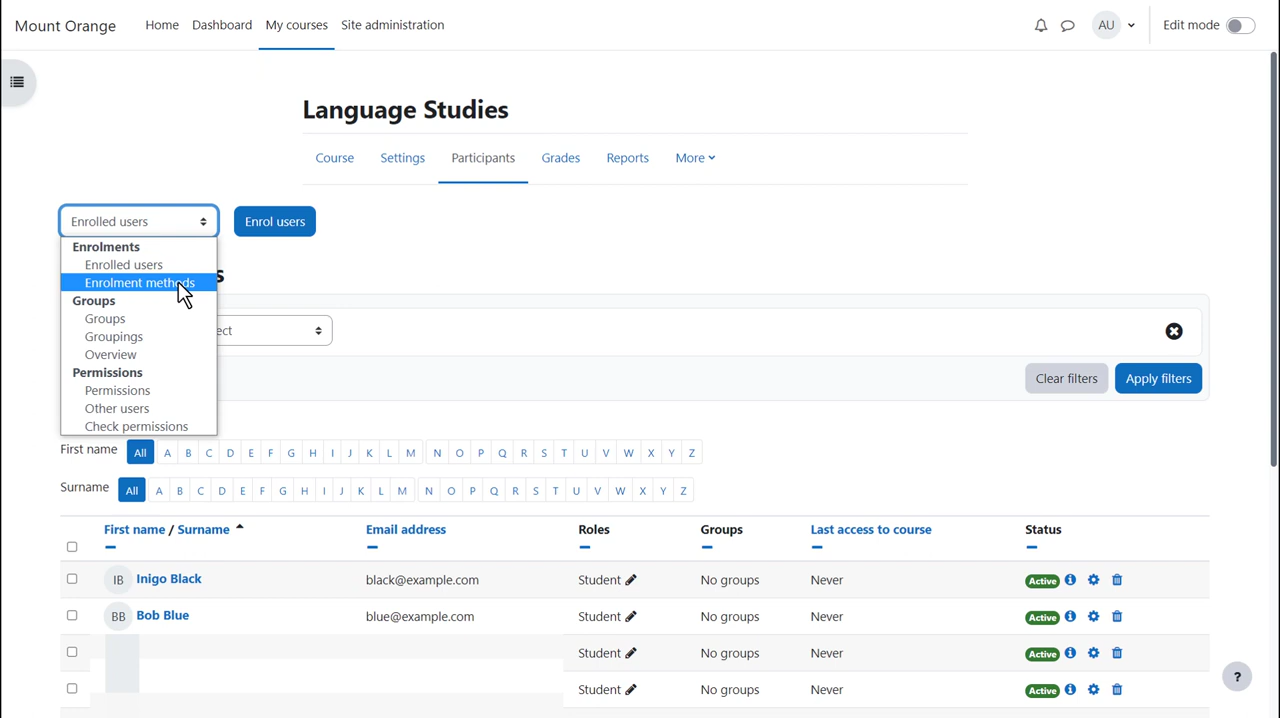 Mount Orange Home Dashboard My courses Site administration AU Edit mode
Language Studies
Course Settings Participants Grades Reports More
Enrolled users Enrol users
Enrolments
Enrolled users
Enrolment methods
Groups
Groups
Groupings
Overview
Permissions
Permissions
Other users
Check permissions
Clear filters Apply filters
First name All A B C D E F G H I J K L M N O P Q R S T U V W X Y Z
Surname All A B C D E F G H I J K L M N O P Q R S T U V W X Y Z
First name / Surname Email address Roles Groups Last access to course Status
IB Inigo Black black@example.com Student No groups Never Active
BB Bob Blue blue@example.com Student No groups Never Active
Student No groups Never Active
Student No groups Never Active
?